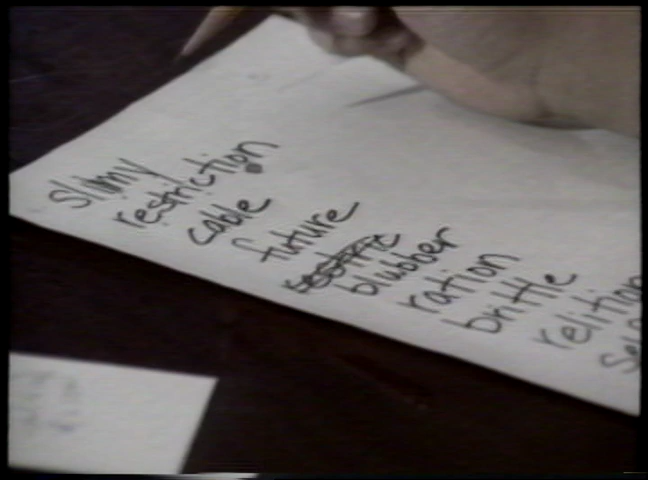 slimy
restriction
cable
future
blubber
ration
brittle
relition